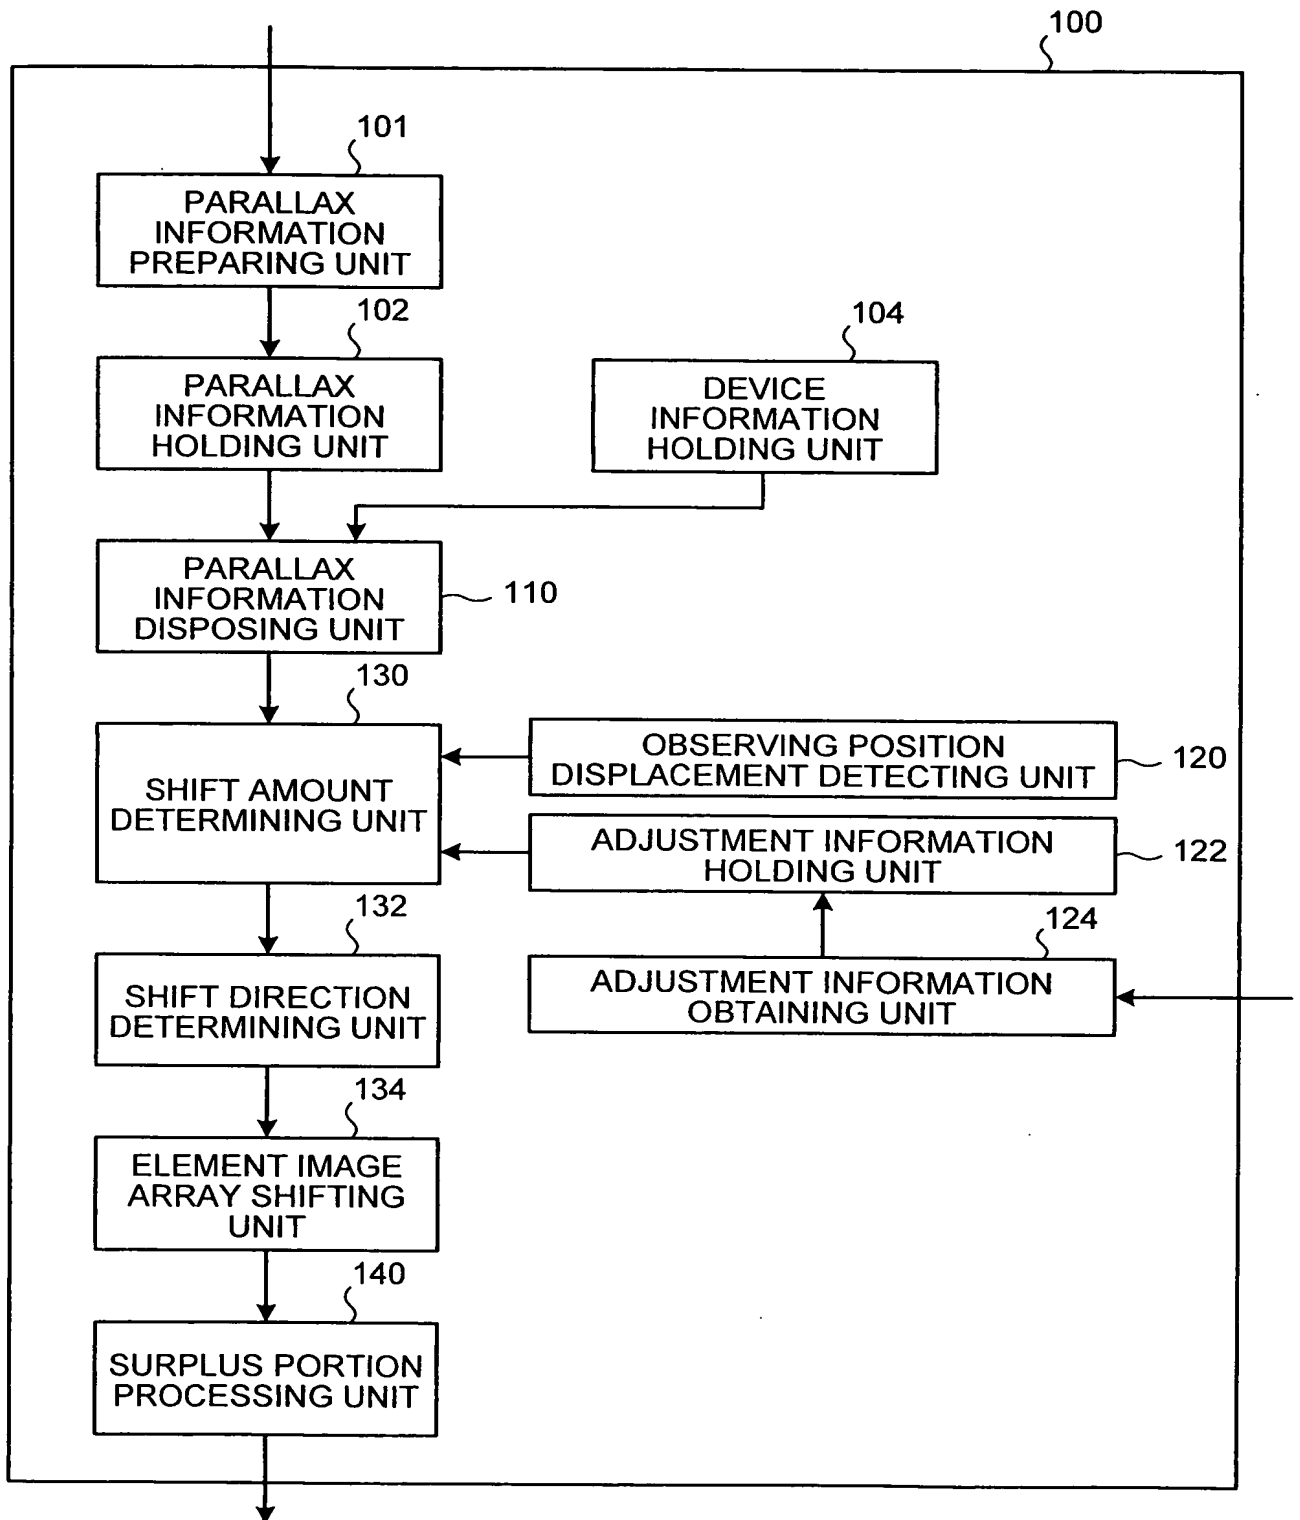 100
101
PARALLAX
INFORMATION
PREPARING UNIT
102
PARALLAX
INFORMATION
HOLDING UNIT
104
DEVICE
INFORMATION
HOLDING UNIT
PARALLAX
INFORMATION
DISPOSING UNIT
110
130
SHIFT AMOUNT
DETERMINING UNIT
OBSERVING POSITION
DISPLACEMENT DETECTING UNIT
120
ADJUSTMENT INFORMATION
HOLDING UNIT
122
124
ADJUSTMENT INFORMATION
OBTAINING UNIT
132
SHIFT DIRECTION
DETERMINING UNIT
134
ELEMENT IMAGE
ARRAY SHIFTING
UNIT
140
SURPLUS PORTION
PROCESSING UNIT